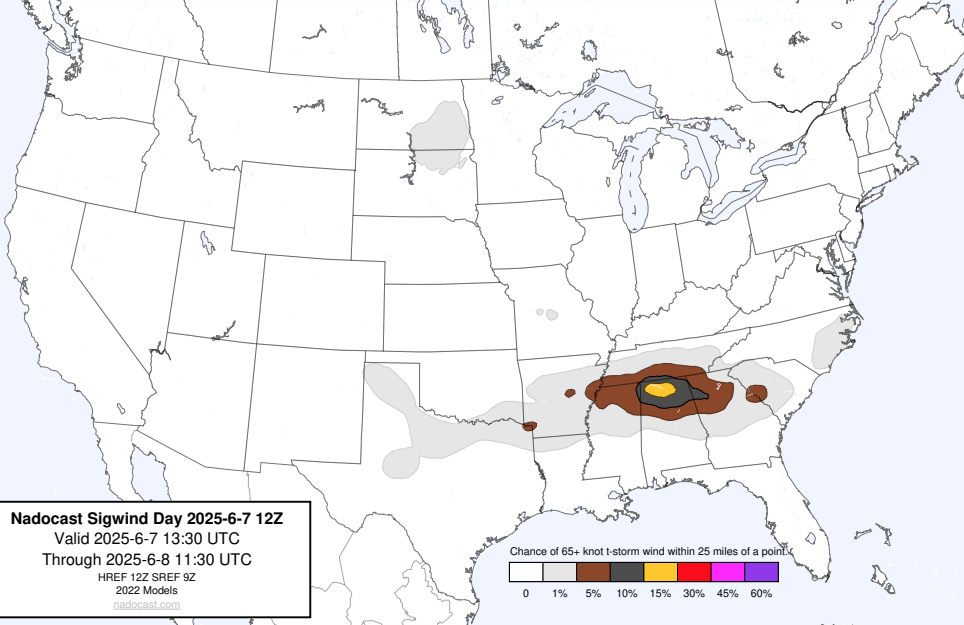 Nadocast Sigwind Day 2025-6-7 12Z
Valid 2025-6-7 13:30 UTC
Through 2025-6-8 11:30 UTC
HREF 12Z SREF 9Z
2022 Models
nadocast.com
Chance of 65+ knot t-storm wind within 25 miles of a point.
0 1% 5% 10% 15% 30% 45% 60%